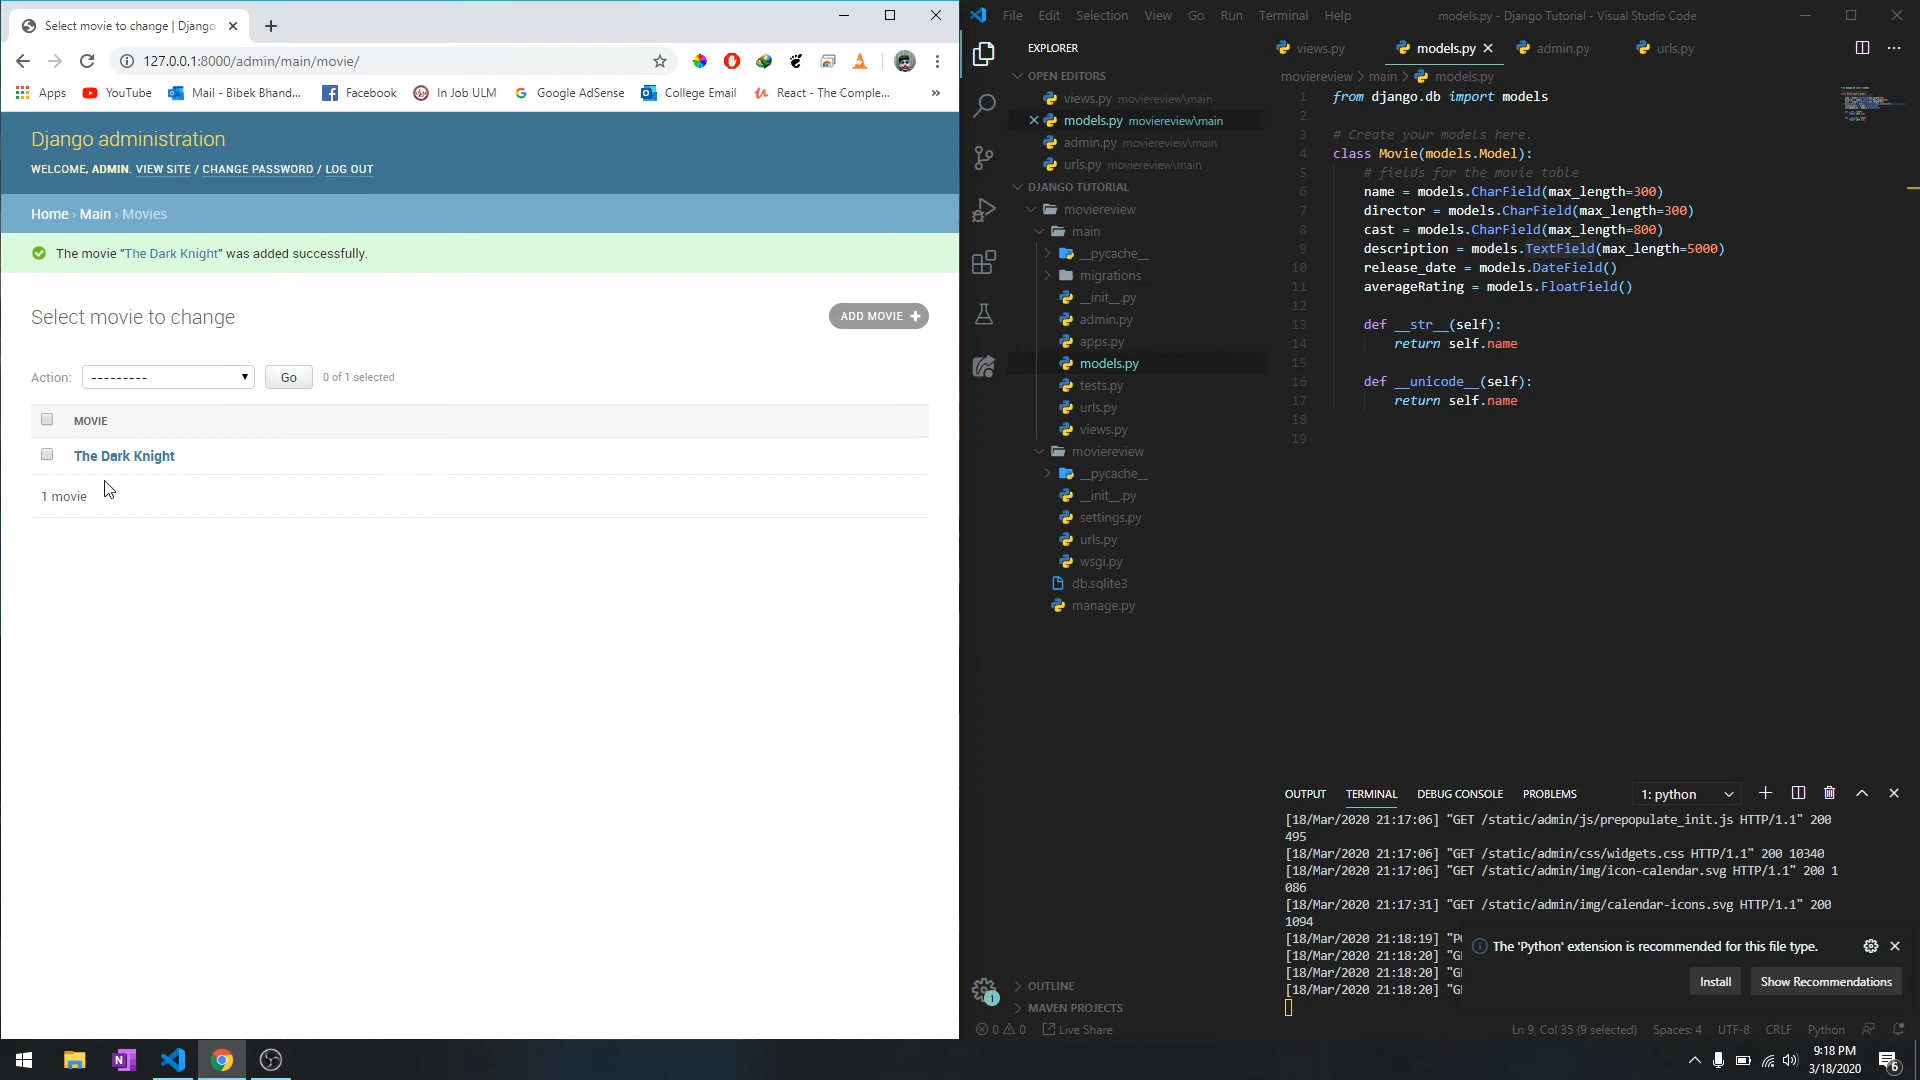 Select movie to change | Django
127.0.0.1:8000/admin/main/movie/
Apps
YouTube
Mail - Bibek Bhand...
Facebook
In Job ULM
Google AdSense
College Email
React - The Comple...
Django administration
WELCOME, ADMIN. VIEW SITE / CHANGE PASSWORD / LOG OUT
Home › Main › Movies
The movie "The Dark Knight" was added successfully.
Select movie to change
ADD MOVIE
Action:
---------
Go
0 of 1 selected
MOVIE
The Dark Knight
1 movie
File Edit Selection View Go Run Terminal Help
models.py - Django Tutorial - Visual Studio Code
EXPLORER
OPEN EDITORS
views.py moviereview\main
models.py moviereview\main
admin.py moviereview\main
urls.py moviereview\main
DJANGO TUTORIAL
moviereview
main
__pycache__
migrations
__init__.py
admin.py
apps.py
models.py
tests.py
urls.py
views.py
moviereview
__pycache__
__init__.py
settings.py
urls.py
wsgi.py
db.sqlite3
manage.py
OUTLINE
MAVEN PROJECTS
views.py
models.py
admin.py
urls.py
moviereview > main > models.py
1 from django.db import models
2
3 # Create your models here.
4 class Movie(models.Model):
5 # fields for the movie table
6 name = models.CharField(max_length=300)
7 director = models.CharField(max_length=300)
8 cast = models.CharField(max_length=800)
9 description = models.TextField(max_length=5000)
10 release_date = models.DateField()
11 averageRating = models.FloatField()
12
13 def __str__(self):
14 return self.name
15
16 def __unicode__(self):
17 return self.name
18
19
OUTPUT TERMINAL DEBUG CONSOLE PROBLEMS
1: python
[18/Mar/2020 21:17:06] "GET /static/admin/js/prepopulate_init.js HTTP/1.1" 200
495
[18/Mar/2020 21:17:06] "GET /static/admin/css/widgets.css HTTP/1.1" 200 10340
[18/Mar/2020 21:17:06] "GET /static/admin/img/icon-calendar.svg HTTP/1.1" 200 1
086
[18/Mar/2020 21:17:31] "GET /static/admin/img/calendar-icons.svg HTTP/1.1" 200
1094
[18/Mar/2020 21:18:19] "P
[18/Mar/2020 21:18:20] "G
[18/Mar/2020 21:18:20] "G
[18/Mar/2020 21:18:20] "G
The 'Python' extension is recommended for this file type.
Install
Show Recommendations
1
0 0 Live Share
Ln 9, Col 35 (9 selected) Spaces: 4 UTF-8 CRLF Python
9:18 PM
3/18/2020
6